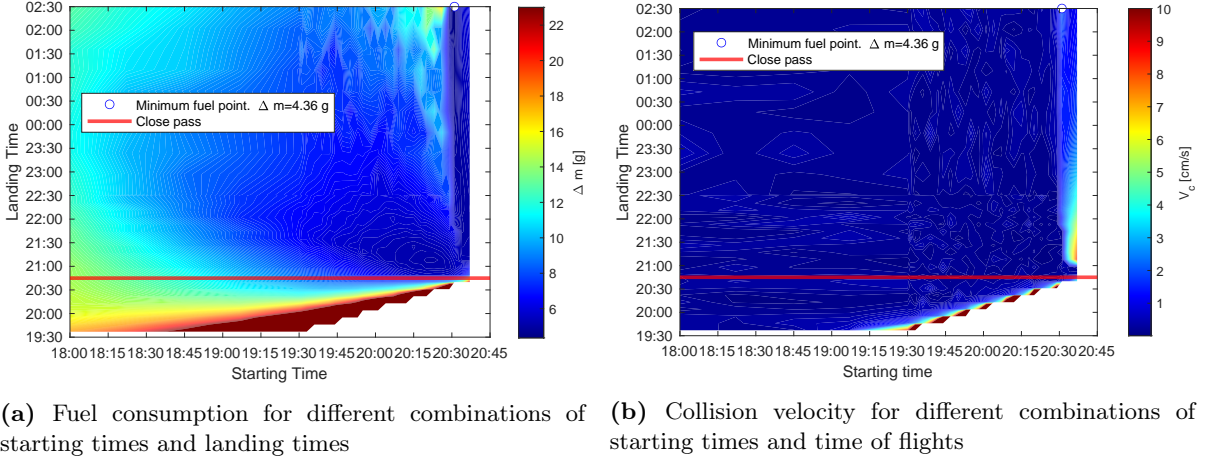 02:30
01:30
01:00
00:30
00:00
23:30
23:00
22:30
22:00
21:30
21:00
20:30
20:00
19:30
Landing Time
18:00 18:15 18:30 18:45 19:00 19:15 19:30 19:45 20:00 20:15 20:30 20:45
Starting Time
Minimum fuel point. Δ m=4.36 g
Close pass
22
20
18
16
14
12
10
8
6
Δ m [g]
02:30
01:30
01:00
00:30
00:00
23:30
23:00
22:30
22:00
21:30
21:00
20:30
20:00
19:30
Landing Time
18:00 18:15 18:30 18:45 19:00 19:15 19:30 19:45 20:00 20:15 20:30 20:45
Starting time
Minimum fuel point. Δ m=4.36 g
Close pass
10
9
8
7
6
5
4
3
2
1
V_c [cm/s]
(a) Fuel consumption for different combinations of
starting times and landing times
(b) Collision velocity for different combinations of
starting times and time of flights